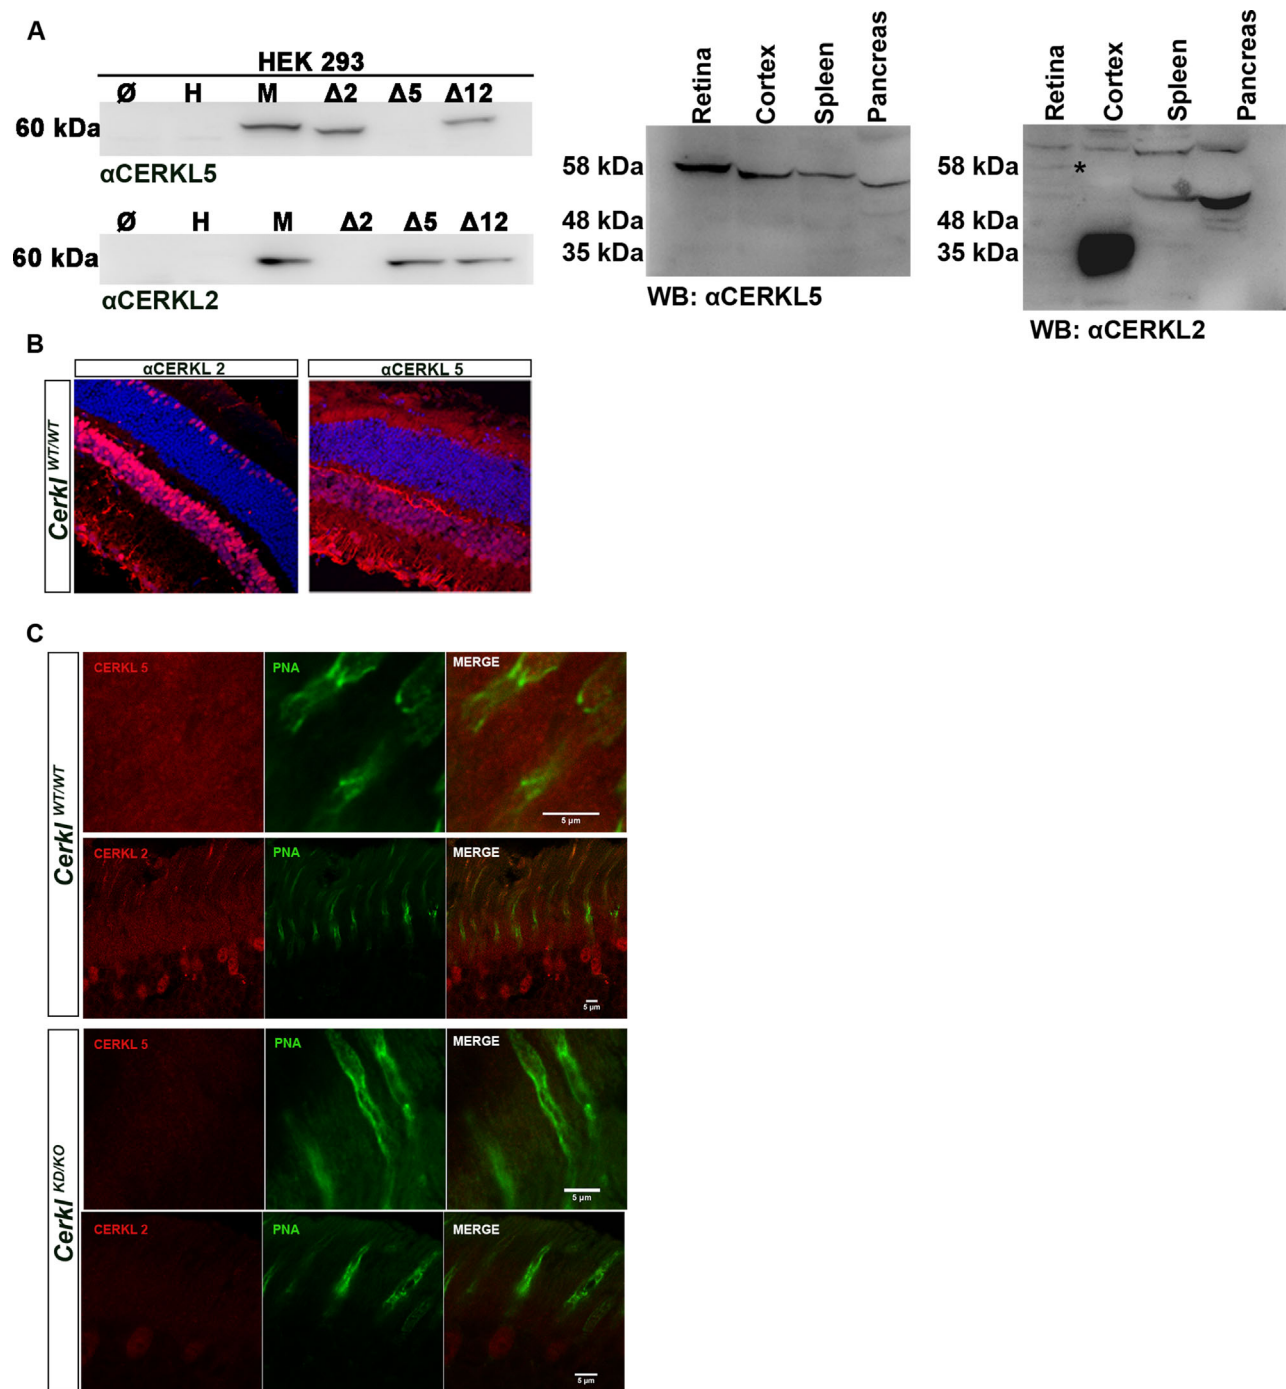 A
HEK 293
Ø H M Δ2 Δ5 Δ12
60 kDa
αCERKL5
Ø H M Δ2 Δ5 Δ12
60 kDa
αCERKL2
Retina Cortex Spleen Pancreas
58 kDa
48 kDa
35 kDa
WB: αCERKL5
Retina Cortex Spleen Pancreas
58 kDa *
48 kDa
35 kDa
WB: αCERKL2
B
αCERKL 2 αCERKL 5
Cerkl WT/WT
C
Cerkl WT/WT
CERKL 5 PNA MERGE
5 µm
CERKL 2 PNA MERGE
5 µm
Cerkl KD/KO
CERKL 5 PNA MERGE
5 µm
CERKL 2 PNA MERGE
5 µm